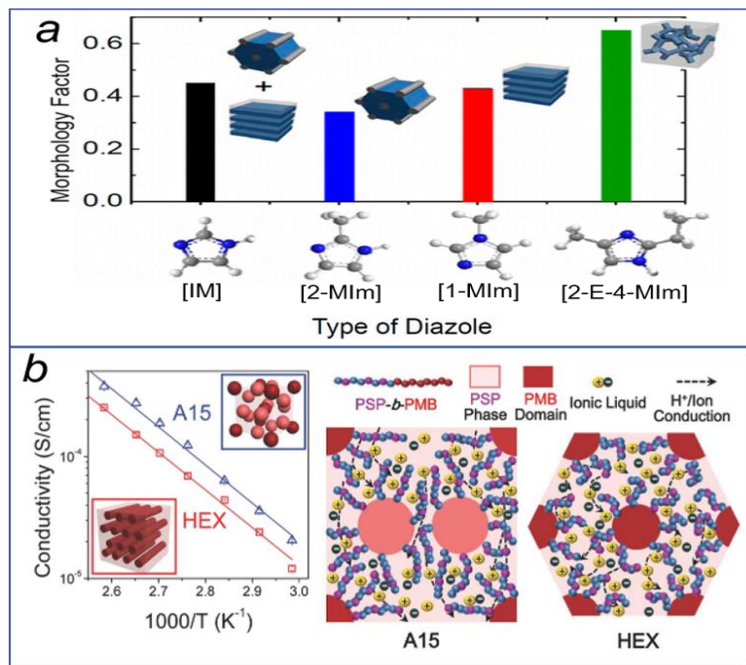 a
Morphology Factor
0.6
0.4
0.2
0.0
+
[IM]
[2-MIm]
[1-MIm]
[2-E-4-MIm]
Type of Diazole
b
Conductivity (S/cm)
10⁻⁴
10⁻⁵
A15
HEX
2.6 2.7 2.8 2.9 3.0
1000/T (K⁻¹)
PSP-b-PMB
PSP
Phase
PMB
Domain
Ionic Liquid
H⁺/Ion
Conduction
A15
HEX